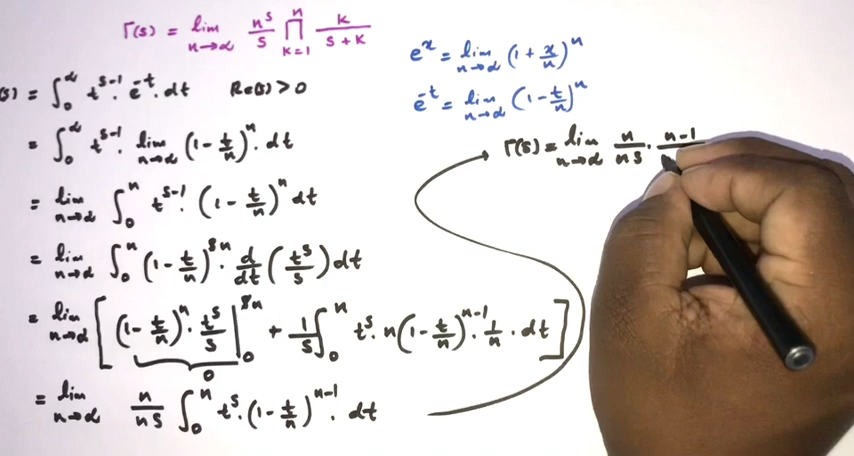 Γ(s) = lim n→∞ n^s/s ∏ k=1 n k/(s+k)
(s) = ∫_0^∞ t^(s-1) · e^(-t) · dt Re(s) > 0
= ∫_0^∞ t^(s-1) · lim n→∞ (1 - t/n)^n · dt
= lim n→∞ ∫_0^n t^(s-1) · (1 - t/n)^n dt
= lim n→∞ ∫_0^n (1 - t/n)^n · d/dt (t^s/s) dt
= lim n→∞ [ (1 - t/n)^n · t^s/s |_0^n + 1/s ∫_0^n t^s · n (1 - t/n)^(n-1) · 1/n · dt ]
0
= lim n→∞ n/(ns) ∫_0^n t^s · (1 - t/n)^(n-1) · dt
e^x = lim n→∞ (1 + x/n)^n
e^(-t) = lim n→∞ (1 - t/n)^n
Γ(s) = lim n→∞ n/(ns) · n-1